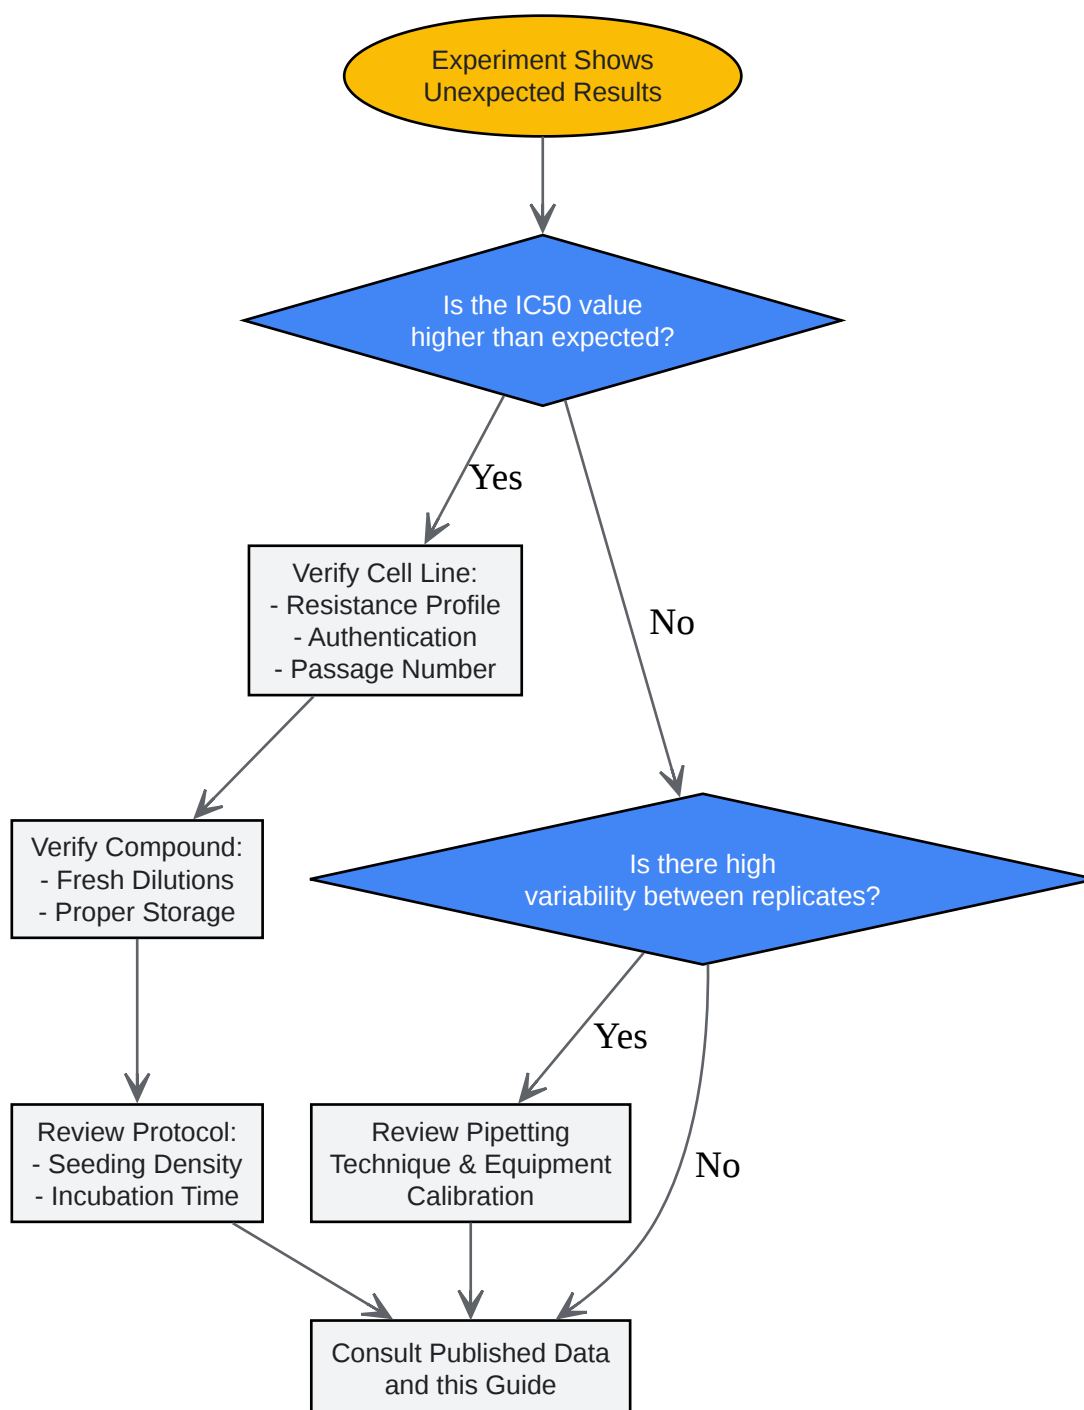 Experiment Shows
Unexpected Results
Is the IC50 value
higher than expected?
Yes
Verify Cell Line:
- Resistance Profile
- Authentication
- Passage Number
No
Verify Compound:
- Fresh Dilutions
- Proper Storage
Is there high
variability between replicates?
Yes
No
Review Protocol:
- Seeding Density
- Incubation Time
Review Pipetting
Technique & Equipment
Calibration
Consult Published Data
and this Guide